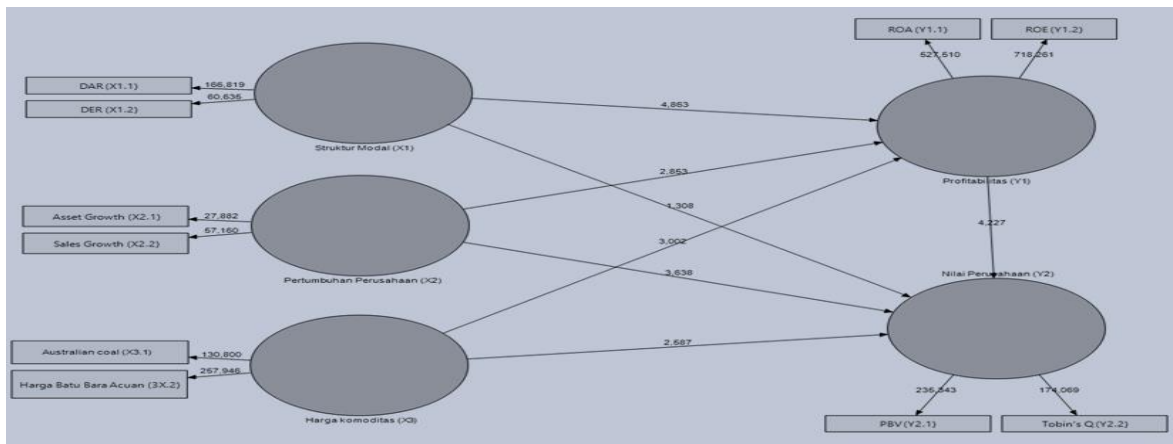 ROA (Y1.1)
ROE (Y1.2)
527,510
718,261
DAR (X1.1)
166,819
DER (X1.2)
60,636
4,863
Struktur Modal (X1)
Profitabilitas (Y1)
2,853
1,308
Asset Growth (X2.1)
27,882
Sales Growth (X2.2)
57,160
4,227
3,002
3,638
Nilai Perusahaan (Y2)
Pertumbuhan Perusahaan (X2)
Australian coal (X3.1)
130,800
2,587
Harga Batu Bara Acuan (3X.2)
257,946
236,343
174,069
Harga komoditas (X3)
PBV (Y2.1)
Tobin's Q (Y2.2)